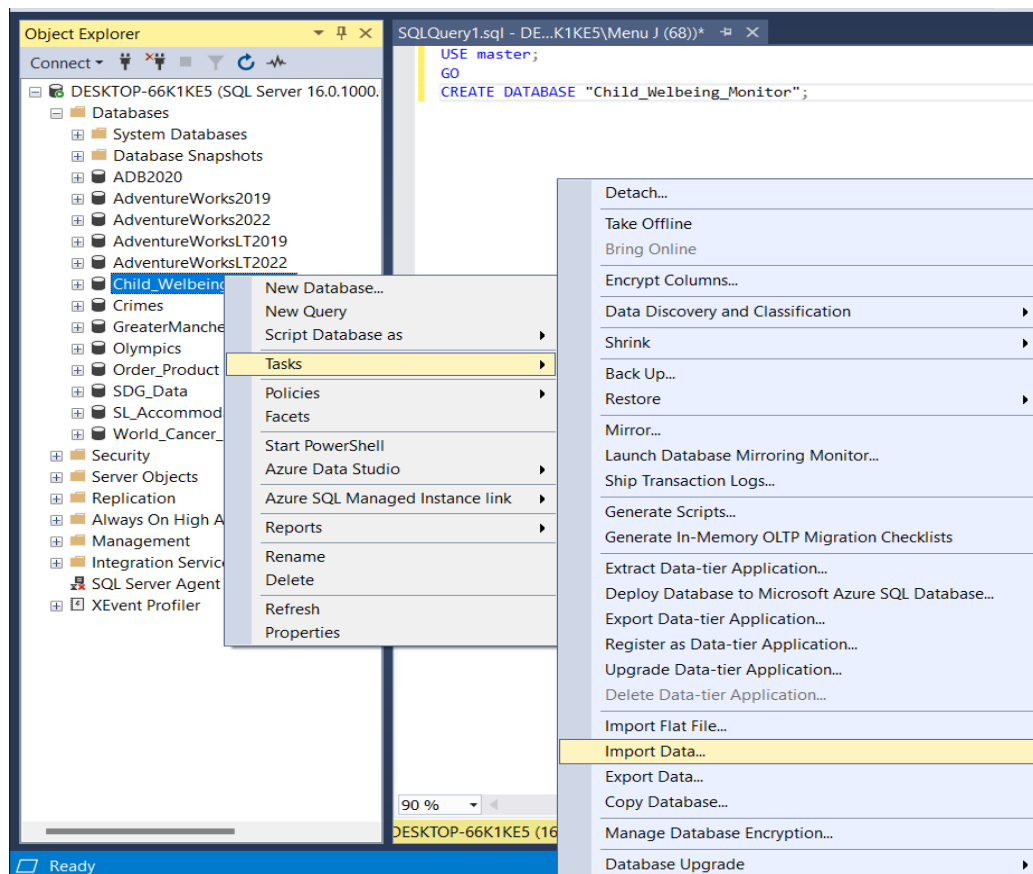 Object Explorer
Connect
DESKTOP-66K1KE5 (SQL Server 16.0.1000.
Databases
System Databases
Database Snapshots
ADB2020
AdventureWorks2019
AdventureWorks2022
AdventureWorksLT2019
AdventureWorksLT2022
Child_Welbeing
Crimes
GreaterManche
Olympics
Order_Product
SDG_Data
SL_Accommod
World_Cancer_
Security
Server Objects
Replication
Always On High A
Management
Integration Servic
SQL Server Agent
XEvent Profiler
SQLQuery1.sql - DE...K1KE5\Menu J (68))*
USE master;
GO
CREATE DATABASE "Child_Welbeing_Monitor";
New Database...
New Query
Script Database as
Tasks
Policies
Facets
Start PowerShell
Azure Data Studio
Azure SQL Managed Instance link
Reports
Rename
Delete
Refresh
Properties
Detach...
Take Offline
Bring Online
Encrypt Columns...
Data Discovery and Classification
Shrink
Back Up...
Restore
Mirror...
Launch Database Mirroring Monitor...
Ship Transaction Logs...
Generate Scripts...
Generate In-Memory OLTP Migration Checklists
Extract Data-tier Application...
Deploy Database to Microsoft Azure SQL Database...
Export Data-tier Application...
Register as Data-tier Application...
Upgrade Data-tier Application...
Delete Data-tier Application...
Import Flat File...
Import Data...
Export Data...
Copy Database...
Manage Database Encryption...
Database Upgrade
90 %
DESKTOP-66K1KE5 (16
Ready